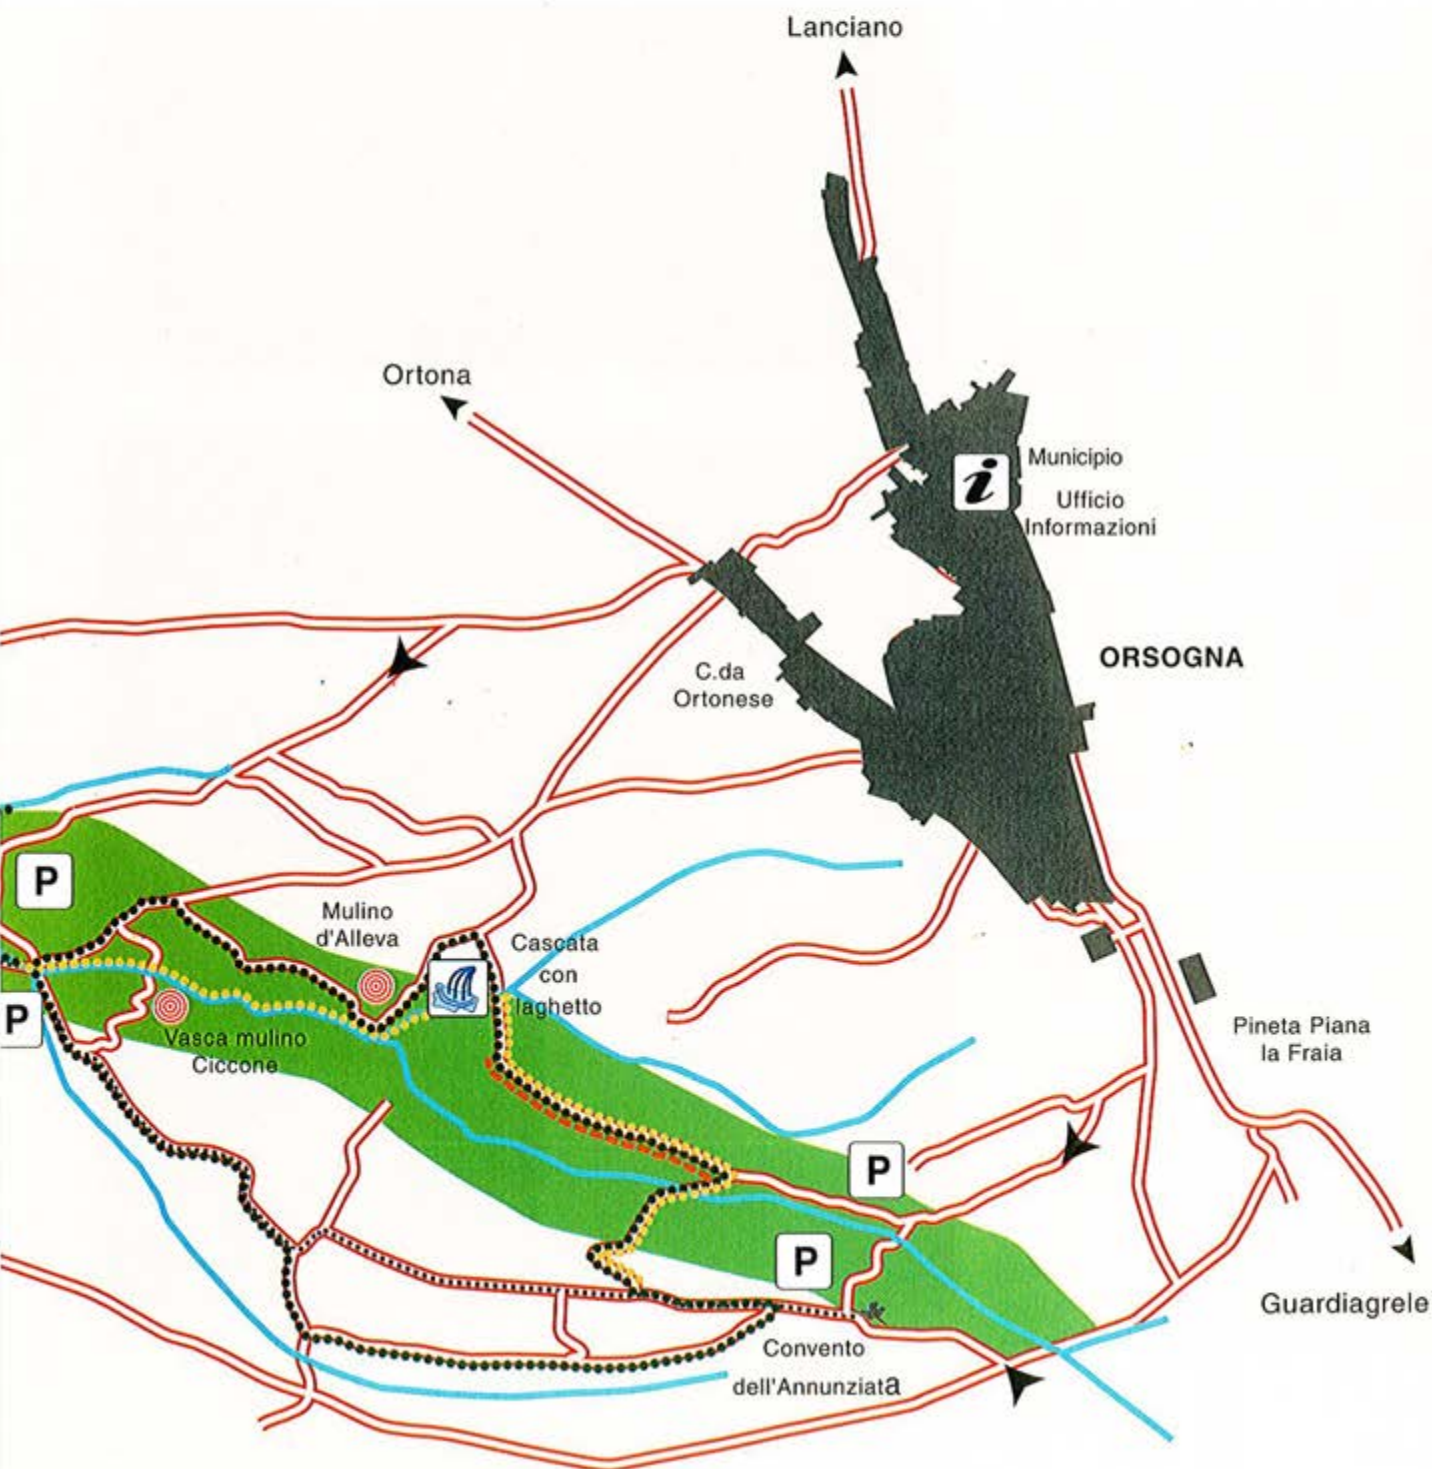 Lanciano
Ortona
i
Municipio
Ufficio
Informazioni
ORSOGNA
C.da
Ortonese
P
Mulino
d'Alleva
Cascata
con
laghetto
P
Vasca mulino
Ciccone
Pineta Piana
la Fraia
P
P
Guardiagrele
Convento
dell'Annunziata